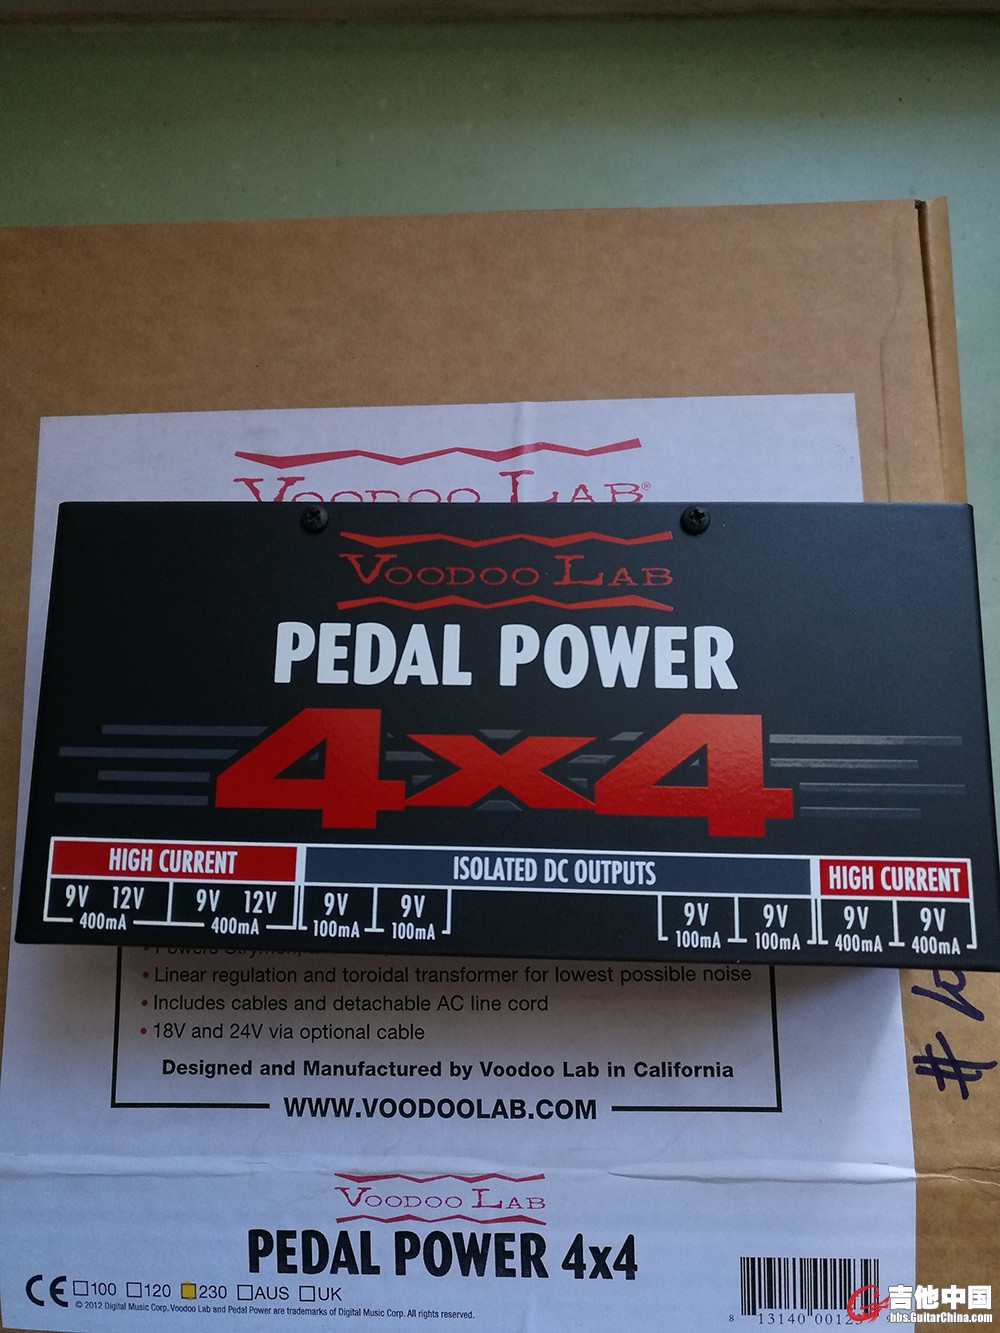 VOODOO LAB®
VOODOO LAB
PEDAL POWER
4x4
HIGH CURRENT
ISOLATED DC OUTPUTS
HIGH CURRENT
9V 12V 9V 12V 9V 9V 9V 9V 9V 9V
400mA 400mA 100mA 100mA 100mA 100mA 400mA 400mA
• Linear regulation and toroidal transformer for lowest possible noise
• Includes cables and detachable AC line cord
• 18V and 24V via optional cable
Designed and Manufactured by Voodoo Lab in California
WWW.VOODOOLAB.COM
#
VOODOO LAB
PEDAL POWER 4x4
CE 100 120 230 AUS UK
© 2012 Digital Music Corp. Voodoo Lab and Pedal Power are trademarks of Digital Music Corp. All rights reserved.
8 13140 001
吉他中国
bbs.GuitarChina.com